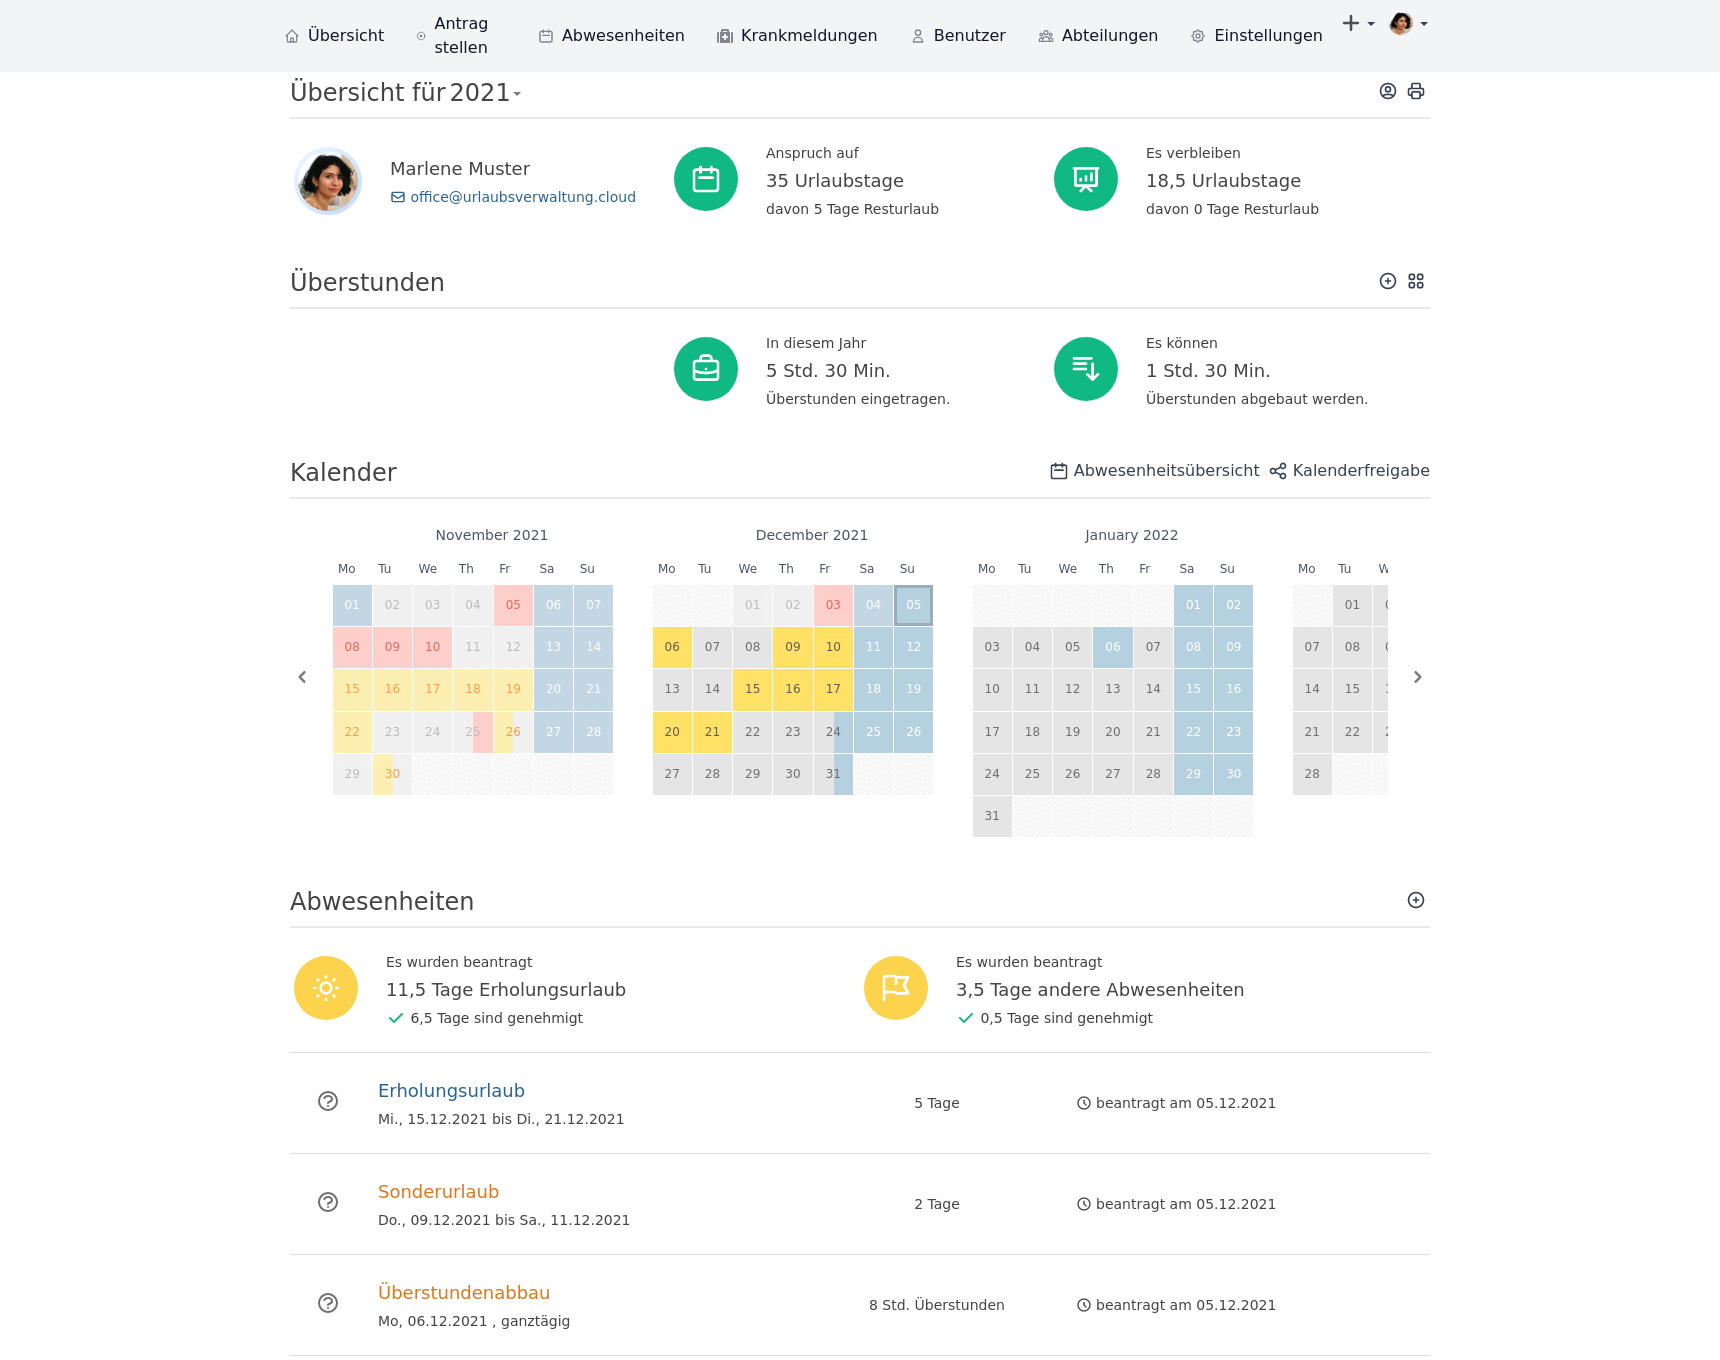 Übersicht Antrag stellen Abwesenheiten Krankmeldungen Benutzer Abteilungen Einstellungen
Übersicht für 2021
Marlene Muster
office@urlaubsverwaltung.cloud
Anspruch auf
35 Urlaubstage
davon 5 Tage Resturlaub
Es verbleiben
18,5 Urlaubstage
davon 0 Tage Resturlaub
Überstunden
In diesem Jahr
5 Std. 30 Min.
Überstunden eingetragen.
Es können
1 Std. 30 Min.
Überstunden abgebaut werden.
Kalender
Abwesenheitsübersicht Kalenderfreigabe
November 2021
Mo Tu We Th Fr Sa Su
01 02 03 04 05 06 07
08 09 10 11 12 13 14
15 16 17 18 19 20 21
22 23 24 25 26 27 28
29 30
December 2021
Mo Tu We Th Fr Sa Su
01 02 03 04 05
06 07 08 09 10 11 12
13 14 15 16 17 18 19
20 21 22 23 24 25 26
27 28 29 30 31
January 2022
Mo Tu We Th Fr Sa Su
01 02
03 04 05 06 07 08 09
10 11 12 13 14 15 16
17 18 19 20 21 22 23
24 25 26 27 28 29 30
31
Mo Tu
01
07 08
14 15
21 22
28
Abwesenheiten
Es wurden beantragt
11,5 Tage Erholungsurlaub
6,5 Tage sind genehmigt
Es wurden beantragt
3,5 Tage andere Abwesenheiten
0,5 Tage sind genehmigt
Erholungsurlaub
Mi., 15.12.2021 bis Di., 21.12.2021
5 Tage
beantragt am 05.12.2021
Sonderurlaub
Do., 09.12.2021 bis Sa., 11.12.2021
2 Tage
beantragt am 05.12.2021
Überstundenabbau
Mo, 06.12.2021 , ganztägig
8 Std. Überstunden
beantragt am 05.12.2021